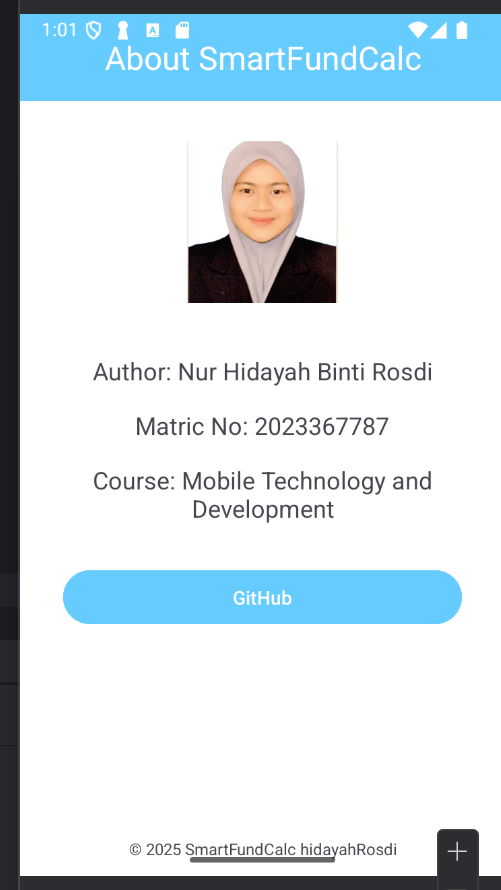 1:01
About SmartFundCalc
Author: Nur Hidayah Binti Rosdi
Matric No: 2023367787
Course: Mobile Technology and
Development
GitHub
© 2025 SmartFundCalc hidayahRosdi